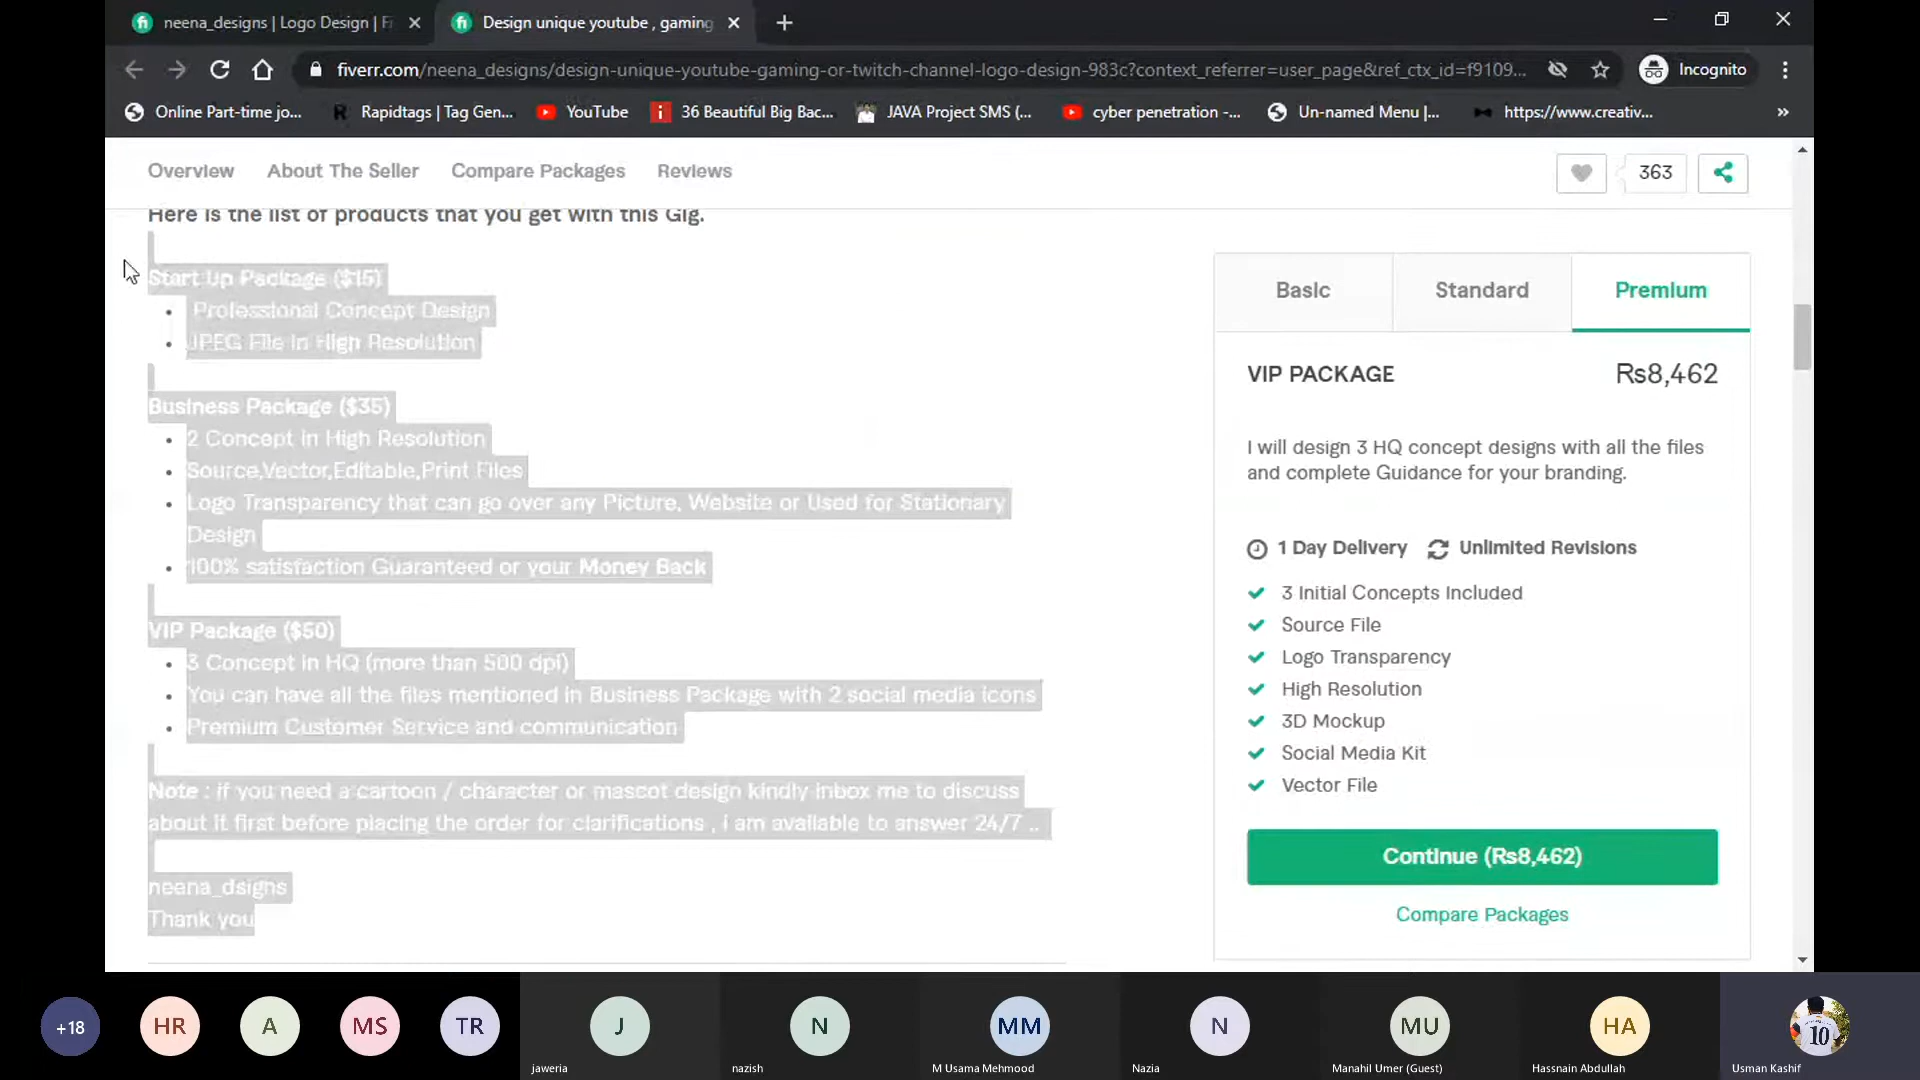 neena_designs | Logo Design | Fi
Design unique youtube , gaming
fiverr.com/neena_designs/design-unique-youtube-gaming-or-twitch-channel-logo-design-983c?context_referrer=user_page&ref_ctx_id=f9109...
Incognito
Online Part-time jo...
Rapidtags | Tag Gen...
YouTube
36 Beautiful Big Bac...
JAVA Project SMS (...
cyber penetration -...
Un-named Menu |...
https://www.creativ...
Overview
About The Seller
Compare Packages
Reviews
363
Here is the list of products that you get with this Gig.
Start Up Package ($15)
Professional Concept Design
JPEG File in High Resolution
Business Package ($35)
2 Concept in High Resolution
Source,Vector,Editable,Print Files
Logo Transparency that can go over any Picture, Website or Used for Stationary
Design
100% satisfaction Guaranteed or your Money Back
VIP Package ($50)
3 Concept in HQ (more than 500 dpi)
You can have all the files mentioned in Business Package with 2 social media icons
Premium Customer Service and communication
Note : if you need a cartoon / character or mascot design kindly inbox me to discuss
about it first before placing the order for clarifications , i am available to answer 24/7 ..
neena_dsigns
Thank you
Basic
Standard
Premium
VIP PACKAGE
Rs8,462
I will design 3 HQ concept designs with all the files
and complete Guidance for your branding.
1 Day Delivery
Unlimited Revisions
3 Initial Concepts Included
Source File
Logo Transparency
High Resolution
3D Mockup
Social Media Kit
Vector File
Continue (Rs8,462)
Compare Packages
+18
HR
A
MS
TR
J
N
MM
N
MU
HA
10
jaweria
nazish
M Usama Mehmood
Nazia
Manahil Umer (Guest)
Hassnain Abdullah
Usman Kashif